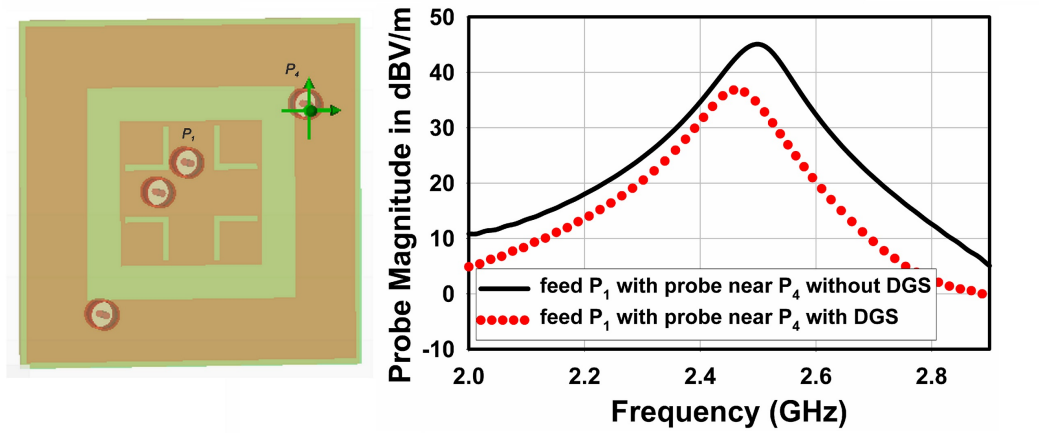 P4
P1
Probe Magnitude in dBV/m
50
40
30
20
10
0
-10
feed P1 with probe near P4 without DGS
feed P1 with probe near P4 with DGS
2.0 2.2 2.4 2.6 2.8
Frequency (GHz)